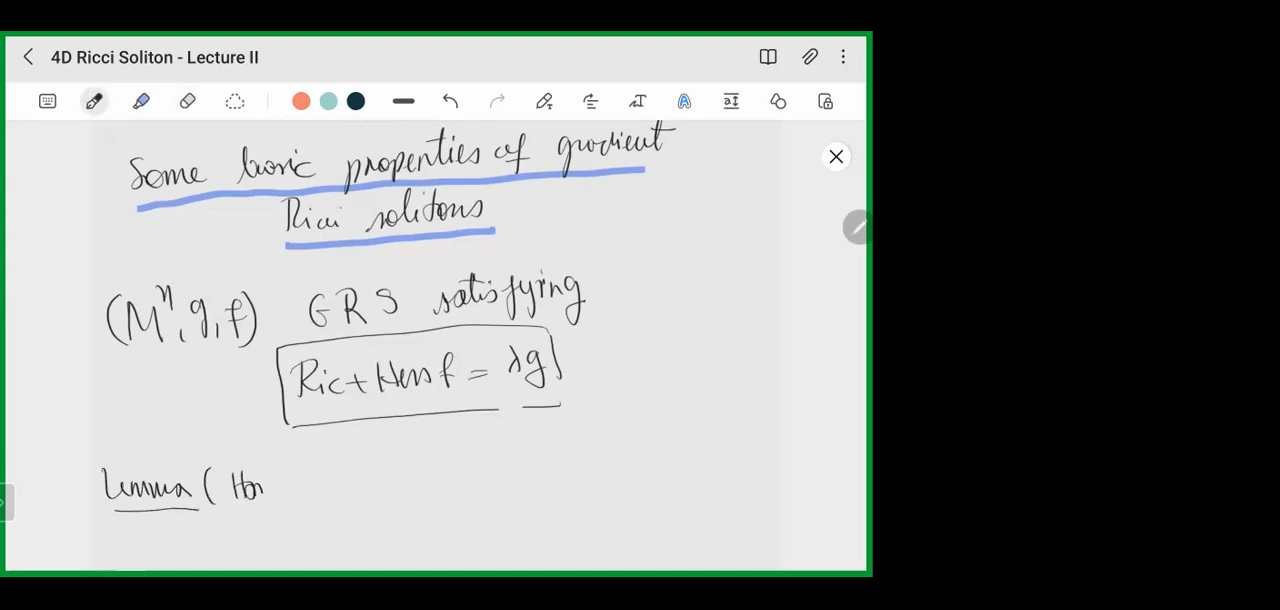 4D Ricci Soliton - Lecture II
Some basic properties of gradient
Ricci solitons
(Mⁿ, g, f) GRS satisfying
Ric + Hess f = λg
Lemma ( Ham